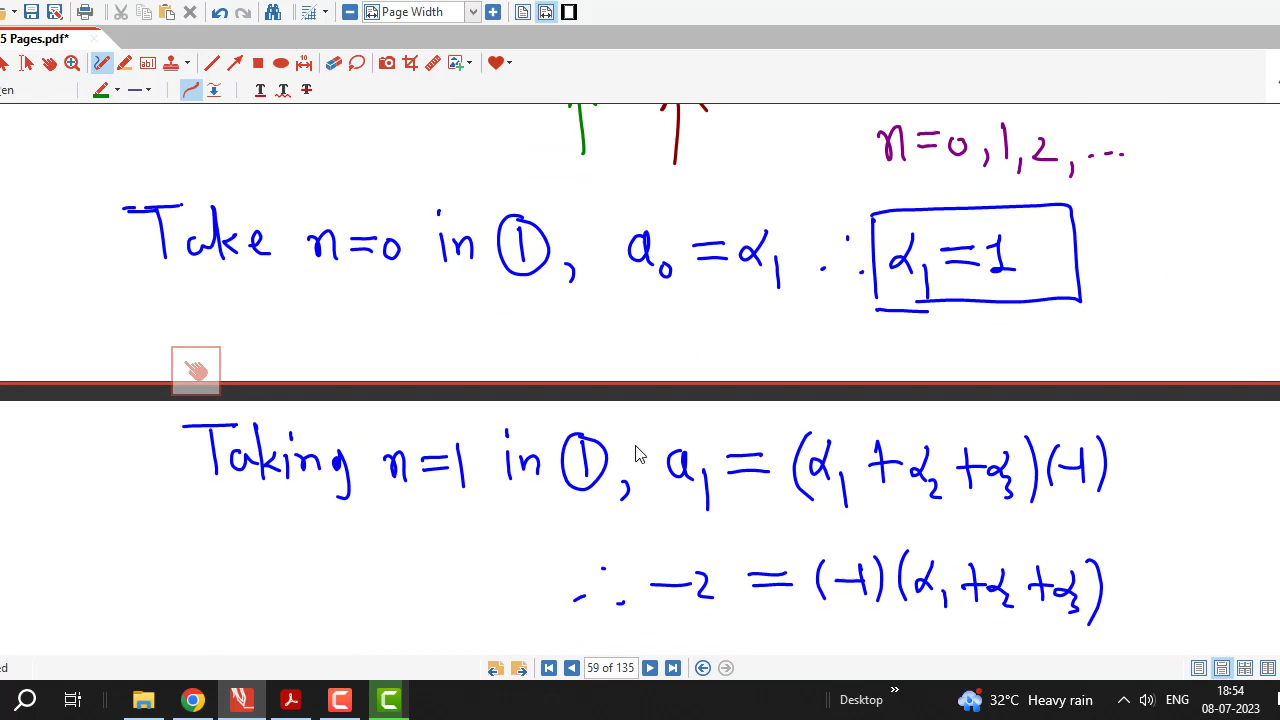 Page Width
5 Pages.pdf*
en
n=0,1,2,...
Take n=0 in ①, a₀ = α₁ ∴ α₁ = 1
Taking n=1 in ①, a₁ = (α₁ + α₂ + α₃)(-1)
∴ -2 = (-1)(α₁ + α₂ + α₃)
ed
59 of 135
Desktop
»
32°C Heavy rain
ENG
18:54
08-07-2023